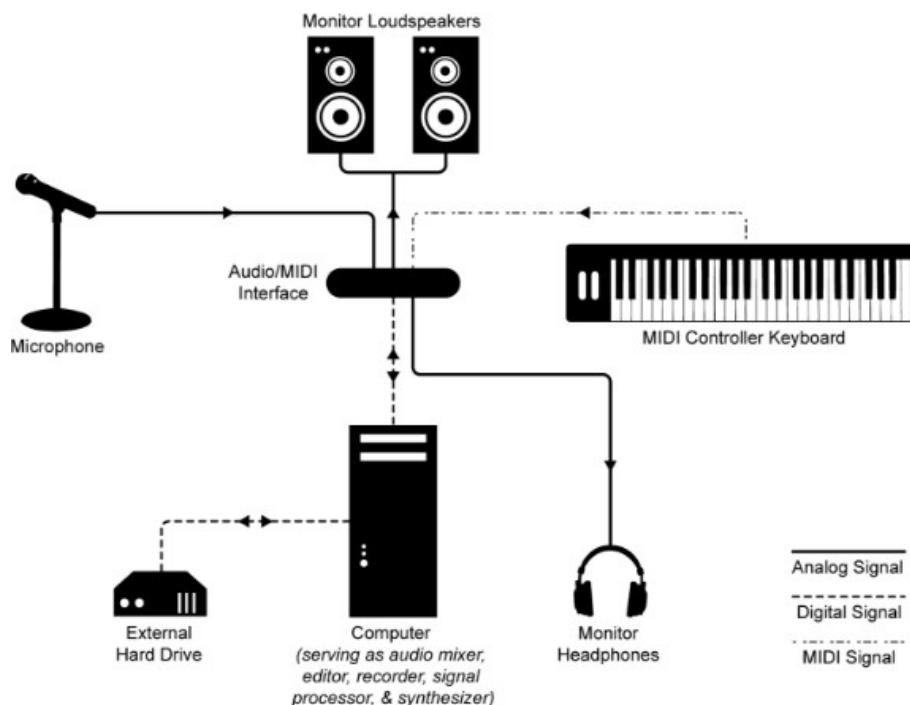 Monitor Loudspeakers
Audio/MIDI
Interface
Microphone
MIDI Controller Keyboard
External
Hard Drive
Computer
(serving as audio mixer,
editor, recorder, signal
processor, & synthesizer)
Monitor
Headphones
Analog Signal
Digital Signal
MIDI Signal